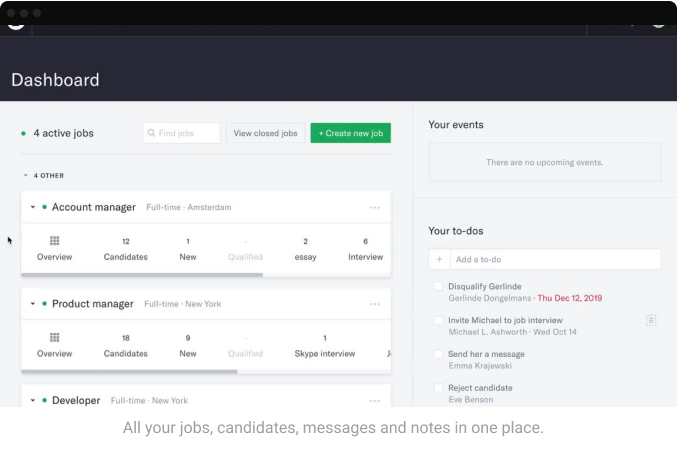 Dashboard
4 active jobs
Find jobs
View closed jobs
+ Create new job
4 OTHER
Account manager Full-time · Amsterdam
12 1 - 2 6
Overview Candidates New Qualified essay Interview
Product manager Full-time · New York
18 9 - 1
Overview Candidates New Qualified Skype interview J
Developer Full-time · New York
Your events
There are no upcoming events.
Your to-dos
+ Add a to-do
Disqualify Gerlinde
Gerlinde Dongelmans · Thu Dec 12, 2019
Invite Michael to job interview
Michael L. Ashworth · Wed Oct 14
Send her a message
Emma Krajewski
Reject candidate
Eve Benson
All your jobs, candidates, messages and notes in one place.